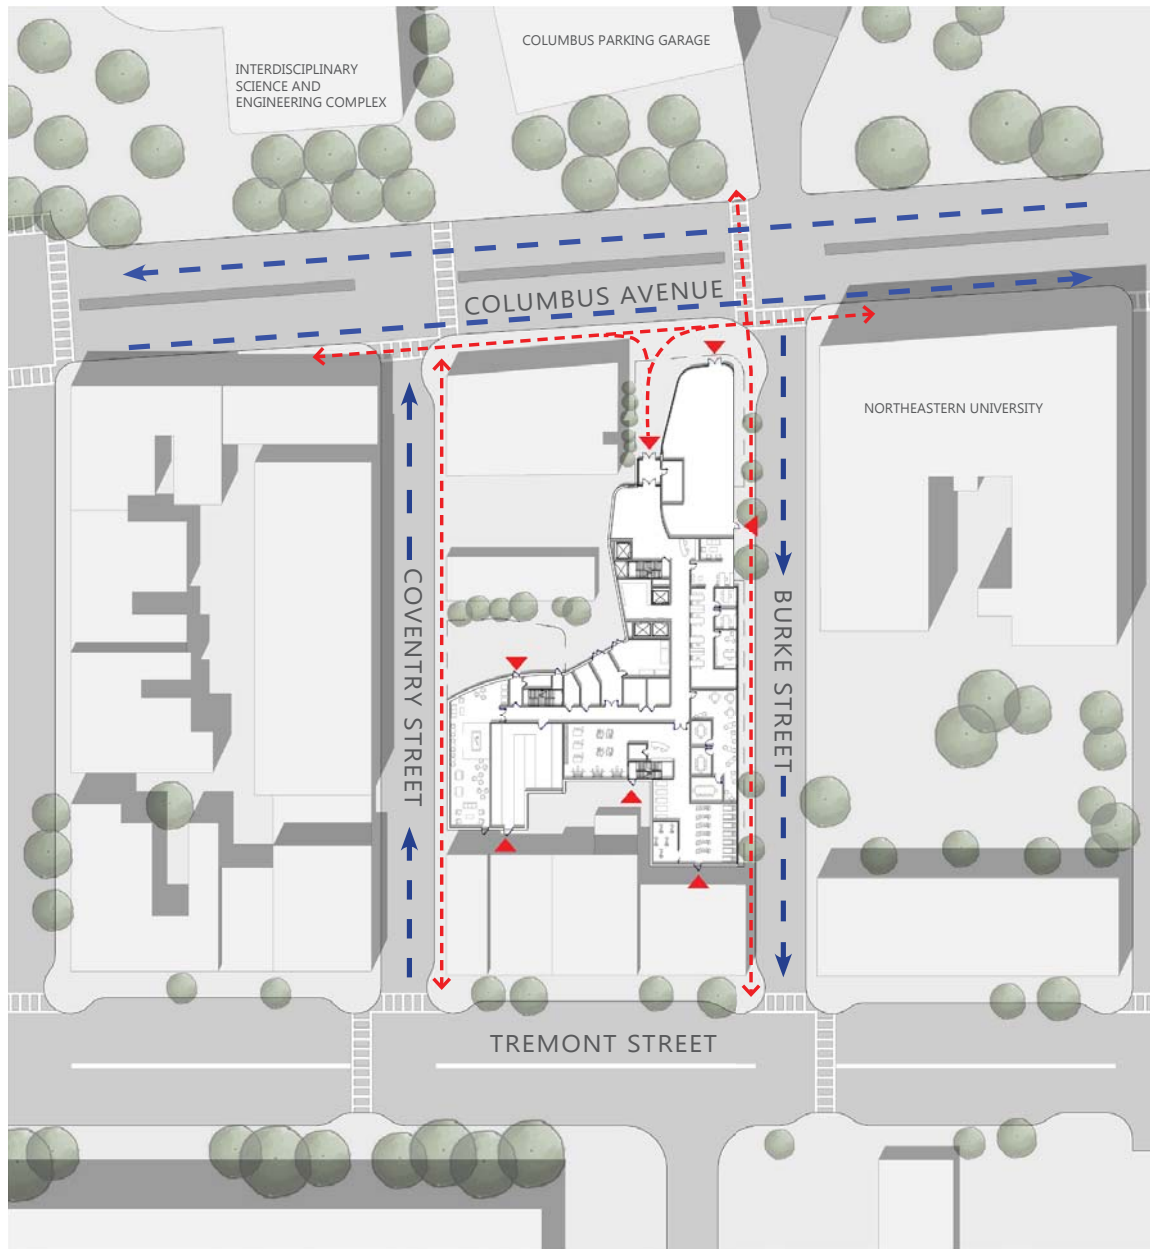 COLUMBUS PARKING GARAGE
INTERDISCIPLINARY
SCIENCE AND
ENGINEERING COMPLEX
COLUMBUS AVENUE
NORTHEASTERN UNIVERSITY
COVENTRY STREET
BURKE STREET
TREMONT STREET